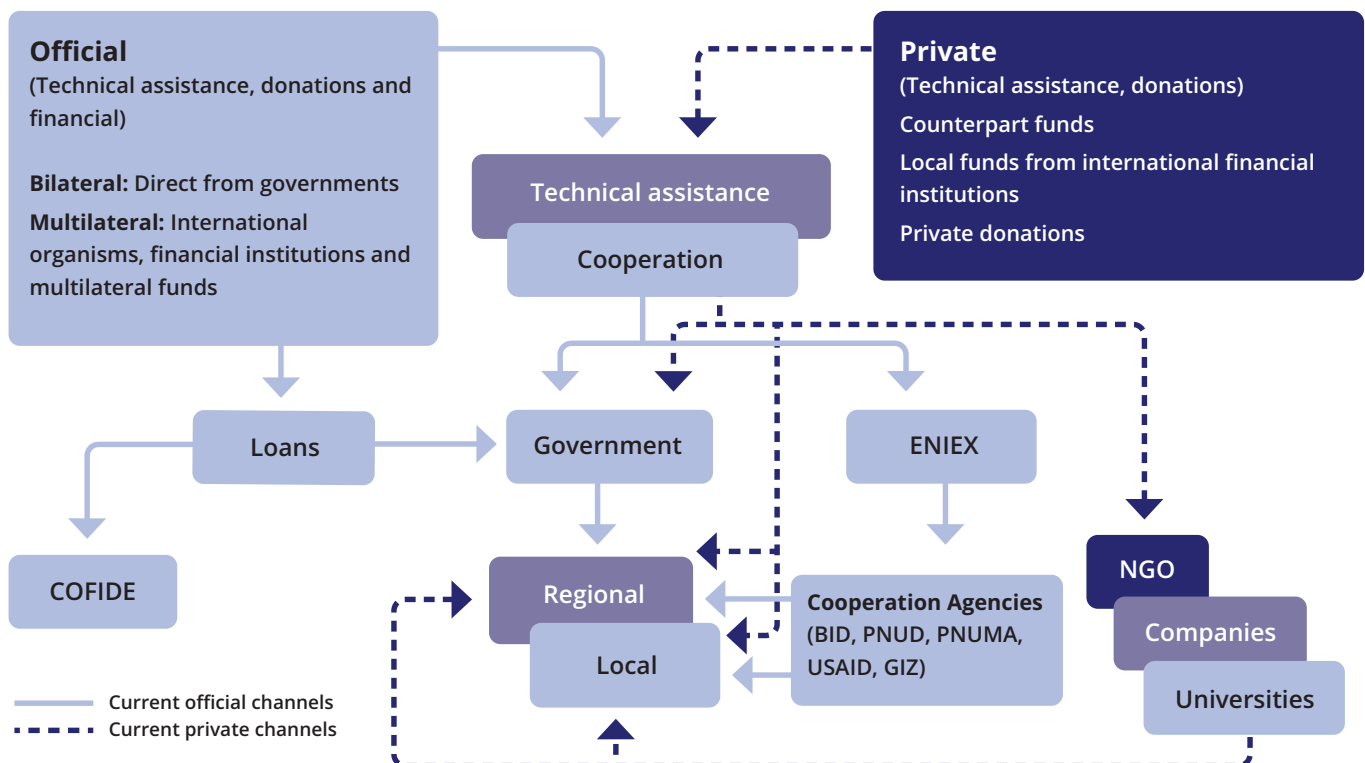 Official
(Technical assistance, donations and
financial)
Bilateral: Direct from governments
Multilateral: International
organisms, financial institutions and
multilateral funds
Private
(Technical assistance, donations)
Counterpart funds
Local funds from international financial
institutions
Private donations
Technical assistance
Cooperation
Loans
Government
ENIEX
COFIDE
Regional
Local
Cooperation Agencies
(BID, PNUD, PNUMA,
USAID, GIZ)
NGO
Companies
Universities
Current official channels
Current private channels